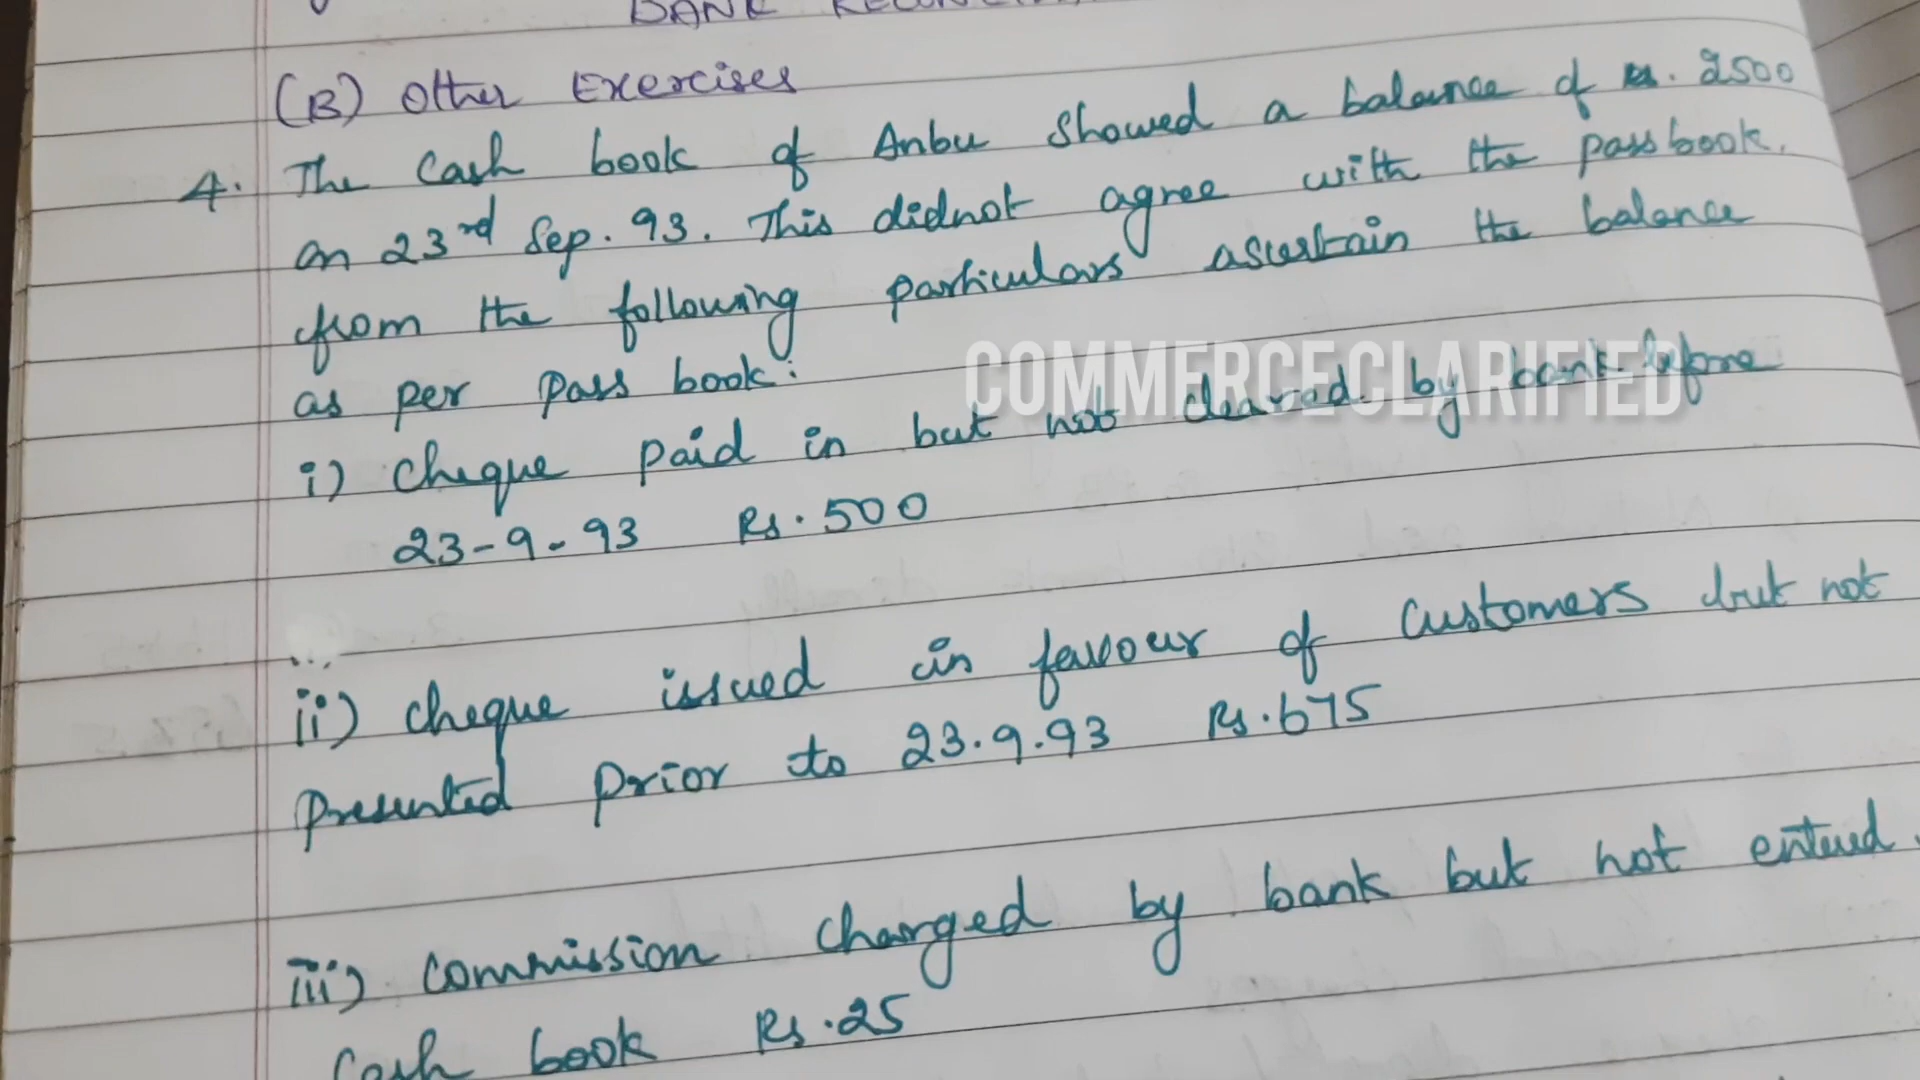 BANK
(B) Other Exercises
4. The Cash book of Anbu showed a balance of Rs. 2500
on 23rd Sep. 93. This didnot agree with the passbook.
from the following particulars ascertain the balance
as per Pass book:
COMMERCECLARIFIED
i) Cheque paid in but not cleared by bank before
23-9-93 Rs. 500
ii) cheque issued in favour of customers but not
presented prior to 23.9.93 Rs. 675
iii) commission charged by bank but not entered
Cash book Rs. 25